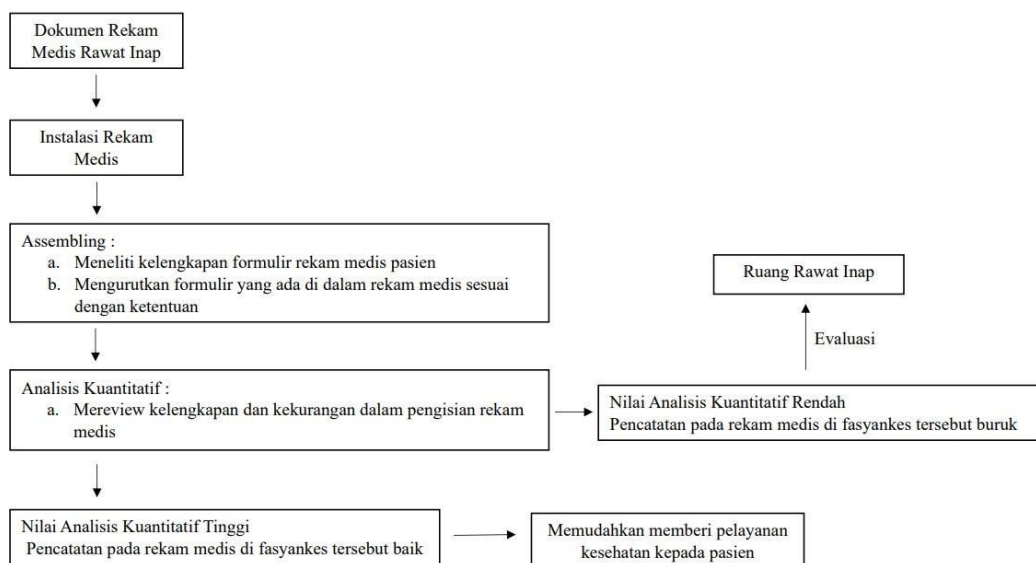 Dokumen Rekam
Medis Rawat Inap
Instalasi Rekam
Medis
Assembling :
a. Meneliti kelengkapan formulir rekam medis pasien
b. Mengurutkan formulir yang ada di dalam rekam medis sesuai
dengan ketentuan
Ruang Rawat Inap
Evaluasi
Analisis Kuantitatif :
a. Mereview kelengkapan dan kekurangan dalam pengisian rekam
medis
Nilai Analisis Kuantitatif Rendah
Pencatatan pada rekam medis di fasyankes tersebut buruk
Nilai Analisis Kuantitatif Tinggi
Pencatatan pada rekam medis di fasyankes tersebut baik
Memudahkan memberi pelayanan
kesehatan kepada pasien